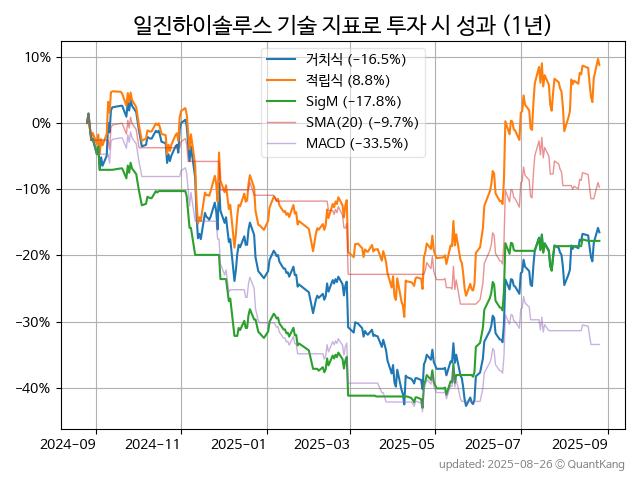 일진하이솔루스 기술 지표로 투자 시 성과 (1년)
거치식 (−16.5%)
적립식 (8.8%)
SigM (−17.8%)
SMA(20) (−9.7%)
MACD (−33.5%)
10%
0%
−10%
−20%
−30%
−40%
2024-09 2024-11 2025-01 2025-03 2025-05 2025-07 2025-09
updated: 2025-08-26 © QuantKang